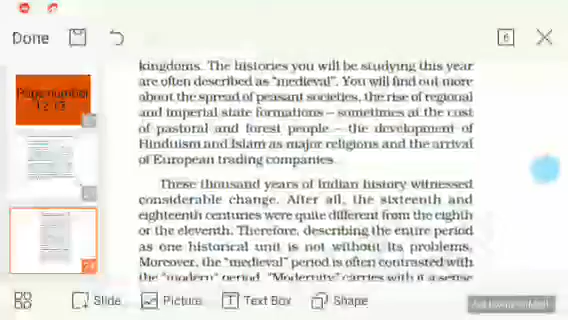 Done
6
kingdoms. The histories you will be studying this year
are often described as "medieval". You will find out more
about the spread of peasant societies, the rise of regional
and imperial state formations – sometimes at the cost
of pastoral and forest people – the development of
Hinduism and Islam as major religions and the arrival
of European trading companies.
These thousand years of Indian history witnessed
considerable change. After all, the sixteenth and
eighteenth centuries were quite different from the eighth
or the eleventh. Therefore, describing the entire period
as one historical unit is not without its problems.
Moreover, the "medieval" period is often contrasted with
the "modern" period. "Modernity" carries with it a sense
Page number
Slide
Picture
Text Box
Shape